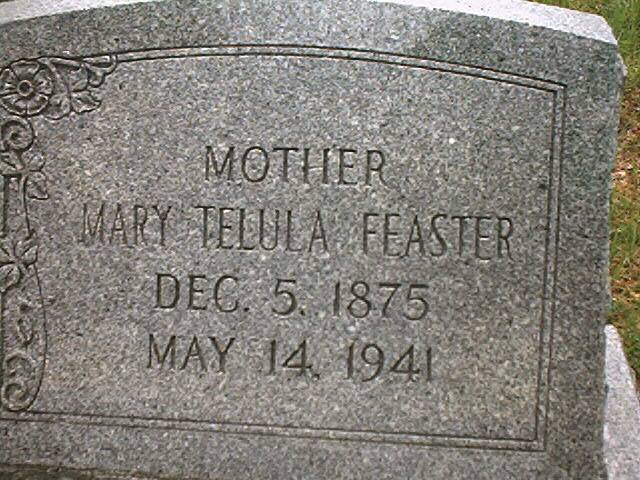 MOTHER
MARY TELULA FEASTER
DEC. 5, 1875
MAY 14, 1941